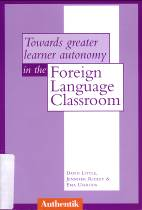 Towards greater
learner autonomy
in the Foreign
Language
Classroom
David Little,
Jennifer Ridley &
Ema Ushioda
Authentik